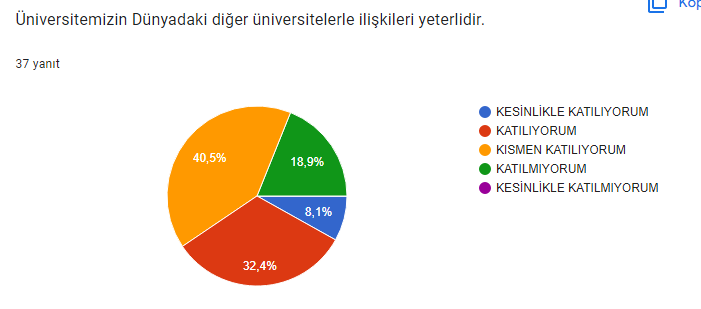 Üniversitemizin Dünyadaki diğer üniversitelerle ilişkileri yeterlidir.
37 yanıt
KESİNLİKLE KATILIYORUM
KATILIYORUM
KISMEN KATILIYORUM
KATILMIYORUM
KESİNLİKLE KATILMIYORUM
40,5%
18,9%
8,1%
32,4%